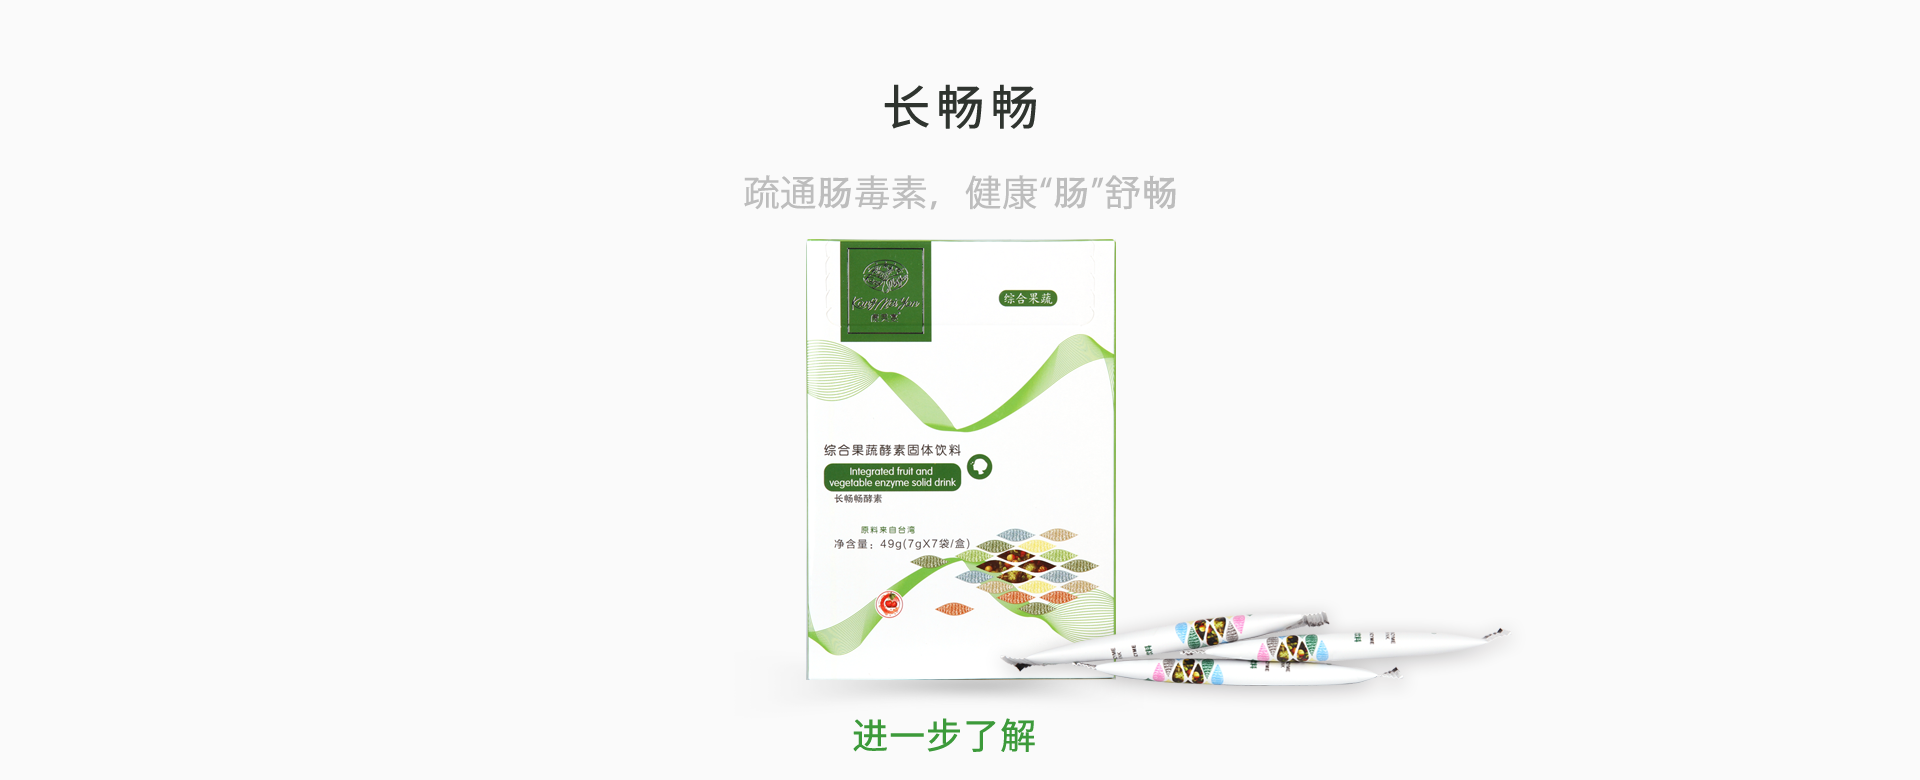 长畅畅
疏通肠毒素，健康“肠”舒畅
综合果蔬
综合果蔬酵素固体饮料
Integrated fruit and
vegetable enzyme solid drink
长畅畅酵素
原料来自台湾
净含量：49g(7gX7袋/盒)
进一步了解